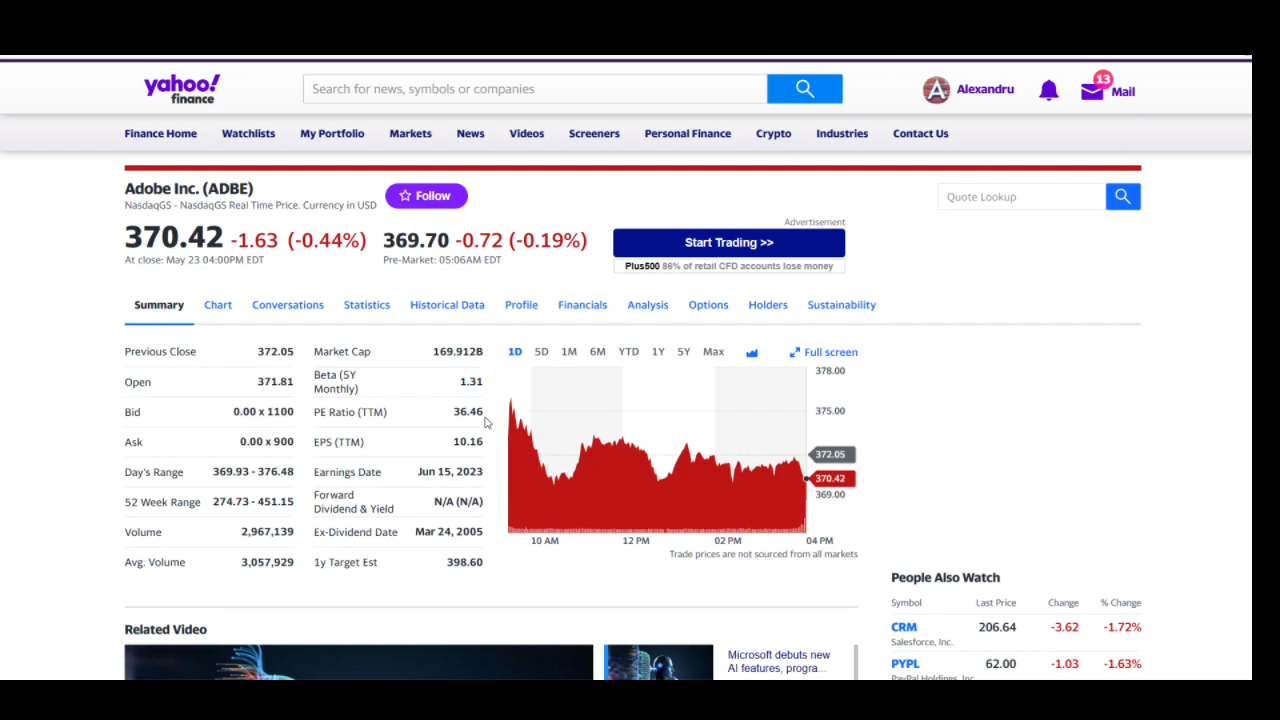 yahoo!
finance
Search for news, symbols or companies
A
Alexandru
13
Mail
Finance Home
Watchlists
My Portfolio
Markets
News
Videos
Screeners
Personal Finance
Crypto
Industries
Contact Us
Adobe Inc. (ADBE)
NasdaqGS - NasdaqGS Real Time Price. Currency in USD
Follow
Quote Lookup
370.42 -1.63 (-0.44%)
At close: May 23 04:00PM EDT
369.70 -0.72 (-0.19%)
Pre-Market: 05:06AM EDT
Advertisement
Start Trading >>
Plus500 86% of retail CFD accounts lose money
Summary
Chart
Conversations
Statistics
Historical Data
Profile
Financials
Analysis
Options
Holders
Sustainability
Previous Close 372.05
Open 371.81
Bid 0.00 x 1100
Ask 0.00 x 900
Day's Range 369.93 - 376.48
52 Week Range 274.73 - 451.15
Volume 2,967,139
Avg. Volume 3,057,929
Market Cap 169.912B
Beta (5Y
Monthly) 1.31
PE Ratio (TTM) 36.46
EPS (TTM) 10.16
Earnings Date Jun 15, 2023
Forward
Dividend & Yield N/A (N/A)
Ex-Dividend Date Mar 24, 2005
1y Target Est 398.60
1D 5D 1M 6M YTD 1Y 5Y Max
Full screen
378.00
375.00
372.05
370.42
369.00
10 AM 12 PM 02 PM 04 PM
Trade prices are not sourced from all markets
People Also Watch
Symbol Last Price Change % Change
CRM 206.64 -3.62 -1.72%
Salesforce, Inc.
PYPL 62.00 -1.03 -1.63%
PayPal Holdings, Inc.
Related Video
Microsoft debuts new
AI features, progra...